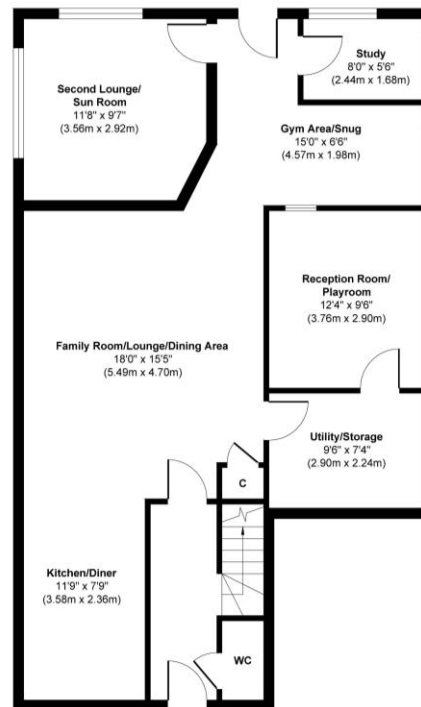 Second Lounge/
Sun Room
11'8" x 9'7"
(3.56m x 2.92m)
Study
8'0" x 5'6"
(2.44m x 1.68m)
Gym Area/Snug
15'0" x 6'6"
(4.57m x 1.98m)
Reception Room/
Playroom
12'4" x 9'6"
(3.76m x 2.90m)
Family Room/Lounge/Dining Area
18'0" x 15'5"
(5.49m x 4.70m)
Utility/Storage
9'6" x 7'4"
(2.90m x 2.24m)
C
Kitchen/Diner
11'9" x 7'9"
(3.58m x 2.36m)
WC